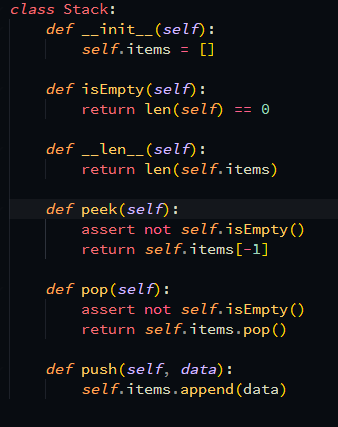 class Stack:
    def __init__(self):
        self.items = []

    def isEmpty(self):
        return len(self) == 0

    def __len__(self):
        return len(self.items)

    def peek(self):
        assert not self.isEmpty()
        return self.items[-1]

    def pop(self):
        assert not self.isEmpty()
        return self.items.pop()

    def push(self, data):
        self.items.append(data)